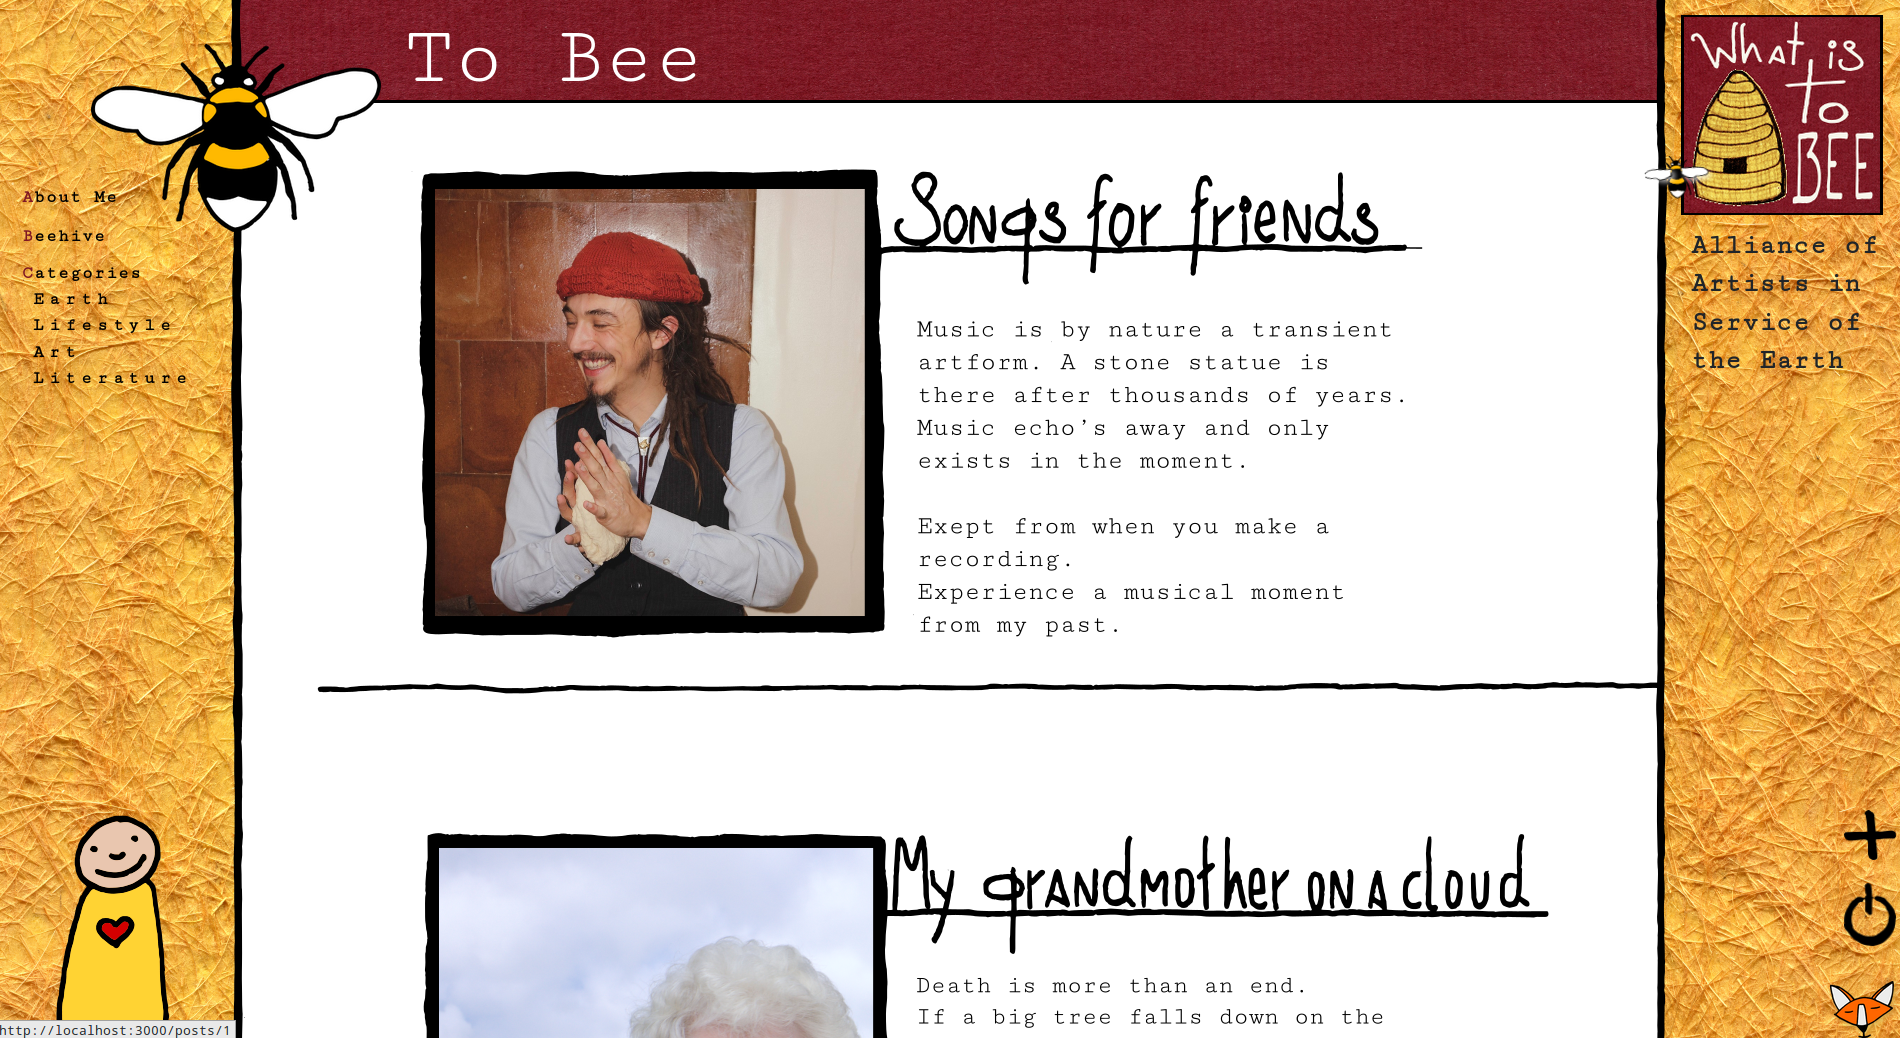 To Bee
What is
to
BEE
Alliance of
Artists in
Service of
the Earth
About Me
Beehive
Categories
Earth
Lifestyle
Art
Literature
Songs for friends
Music is by nature a transient
artform. A stone statue is
there after thousands of years.
Music echo's away and only
exists in the moment.
Exept from when you make a
recording.
Experience a musical moment
from my past.
My grandmother on a cloud
Death is more than an end.
If a big tree falls down on the
http://localhost:3000/posts/1